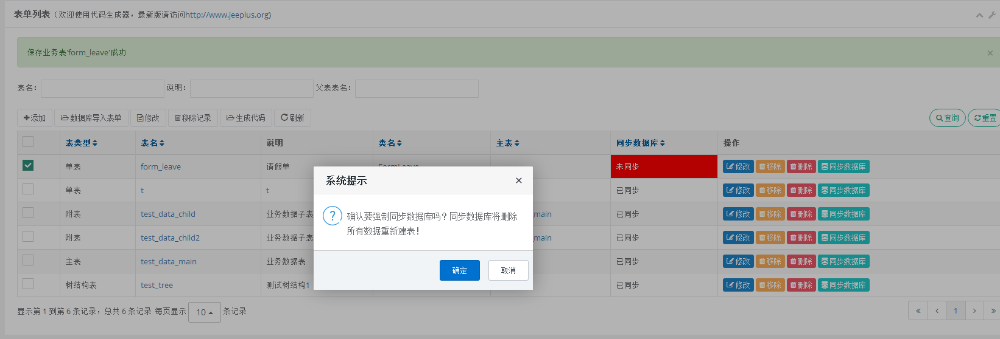 表单列表（欢迎使用代码生成器，最新版请访问http://www.jeeplus.org)
保存业务表'form_leave'成功
×
表名： 说明： 父表表名：
添加 数据库导入表单 修改 移除记录 生成代码 刷新 查询 重置
表类型 表名 说明 类名 主表 同步数据库 操作
单表 form_leave 请假单 FormLeave 未同步 修改 移除 删除 同步数据库
单表 t t 已同步 修改 移除 删除 同步数据库
附表 test_data_child 业务数据子表 _main 已同步 修改 移除 删除 同步数据库
附表 test_data_child2 业务数据子表 _main 已同步 修改 移除 删除 同步数据库
主表 test_data_main 业务数据表 已同步 修改 移除 删除 同步数据库
树结构表 test_tree 测试树结构1 已同步 修改 移除 删除 同步数据库
显示第 1 到第 6 条记录，总共 6 条记录 每页显示 10 条记录
« ‹ 1 › »
系统提示 ×
? 确认要强制同步数据库吗？同步数据库将删除
所有数据重新建表！
确定 取消